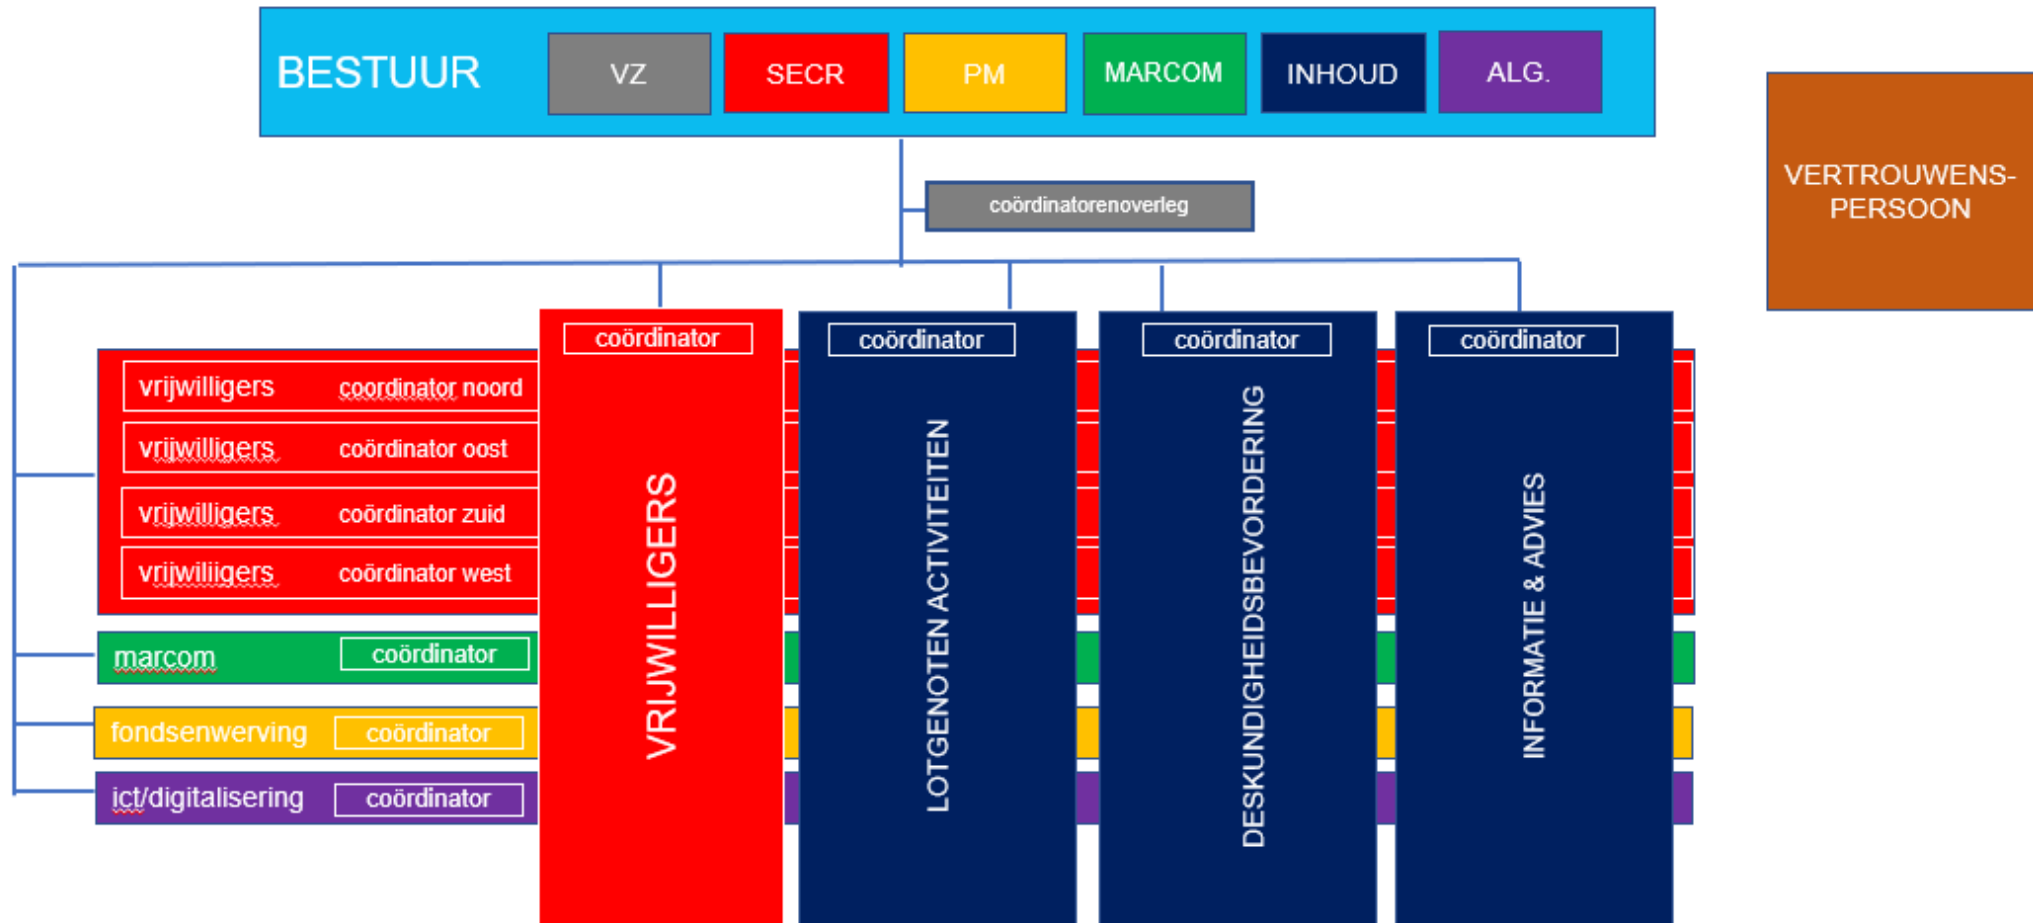 BESTUUR
VZ
SECR
PM
MARCOM
INHOUD
ALG.
VERTROUWENS-
PERSOON
coördinatorenoverleg
coördinator
coördinator
coördinator
coördinator
vrijwilligers coordinator noord
vrijwilligers coördinator oost
vrijwilligers coördinator zuid
vrijwiliigers coördinator west
marcom coördinator
fondsenwerving coördinator
ict/digitalisering coördinator
VRIJWILLIGERS
LOTGENOTEN ACTIVITEITEN
DESKUNDIGHEIDSBEVORDERING
INFORMATIE & ADVIES